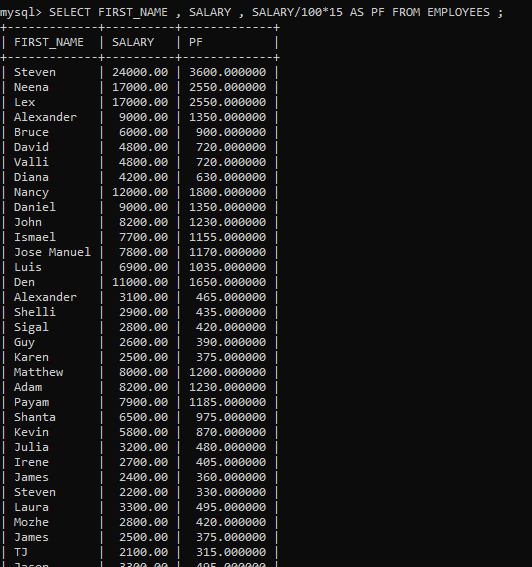 mysql> SELECT FIRST_NAME , SALARY , SALARY/100*15 AS PF FROM EMPLOYEES ;
+-------------+----------+-------------+
| FIRST_NAME | SALARY | PF |
+-------------+----------+-------------+
| Steven | 24000.00 | 3600.000000 |
| Neena | 17000.00 | 2550.000000 |
| Lex | 17000.00 | 2550.000000 |
| Alexander | 9000.00 | 1350.000000 |
| Bruce | 6000.00 | 900.000000 |
| David | 4800.00 | 720.000000 |
| Valli | 4800.00 | 720.000000 |
| Diana | 4200.00 | 630.000000 |
| Nancy | 12000.00 | 1800.000000 |
| Daniel | 9000.00 | 1350.000000 |
| John | 8200.00 | 1230.000000 |
| Ismael | 7700.00 | 1155.000000 |
| Jose Manuel | 7800.00 | 1170.000000 |
| Luis | 6900.00 | 1035.000000 |
| Den | 11000.00 | 1650.000000 |
| Alexander | 3100.00 | 465.000000 |
| Shelli | 2900.00 | 435.000000 |
| Sigal | 2800.00 | 420.000000 |
| Guy | 2600.00 | 390.000000 |
| Karen | 2500.00 | 375.000000 |
| Matthew | 8000.00 | 1200.000000 |
| Adam | 8200.00 | 1230.000000 |
| Payam | 7900.00 | 1185.000000 |
| Shanta | 6500.00 | 975.000000 |
| Kevin | 5800.00 | 870.000000 |
| Julia | 3200.00 | 480.000000 |
| Irene | 2700.00 | 405.000000 |
| James | 2400.00 | 360.000000 |
| Steven | 2200.00 | 330.000000 |
| Laura | 3300.00 | 495.000000 |
| Mozhe | 2800.00 | 420.000000 |
| James | 2500.00 | 375.000000 |
| TJ | 2100.00 | 315.000000 |
| Jason | 3300.00 | 495.000000 |